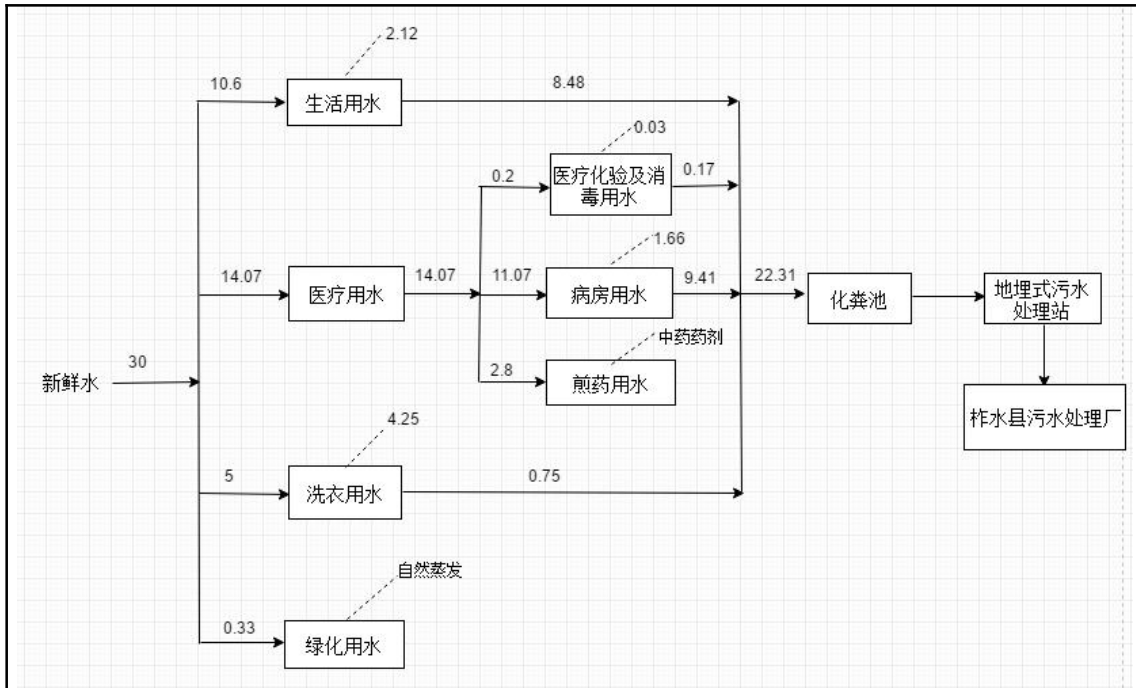 2.12
10.6
生活用水
8.48
0.03
0.2
医疗化验及消
毒用水
0.17
1.66
14.07
医疗用水
14.07
11.07
病房用水
9.41
22.31
化粪池
地埋式污水
处理站
中药药剂
30
新鲜水
2.8
煎药用水
柞水县污水处理厂
4.25
5
洗衣用水
0.75
自然蒸发
0.33
绿化用水